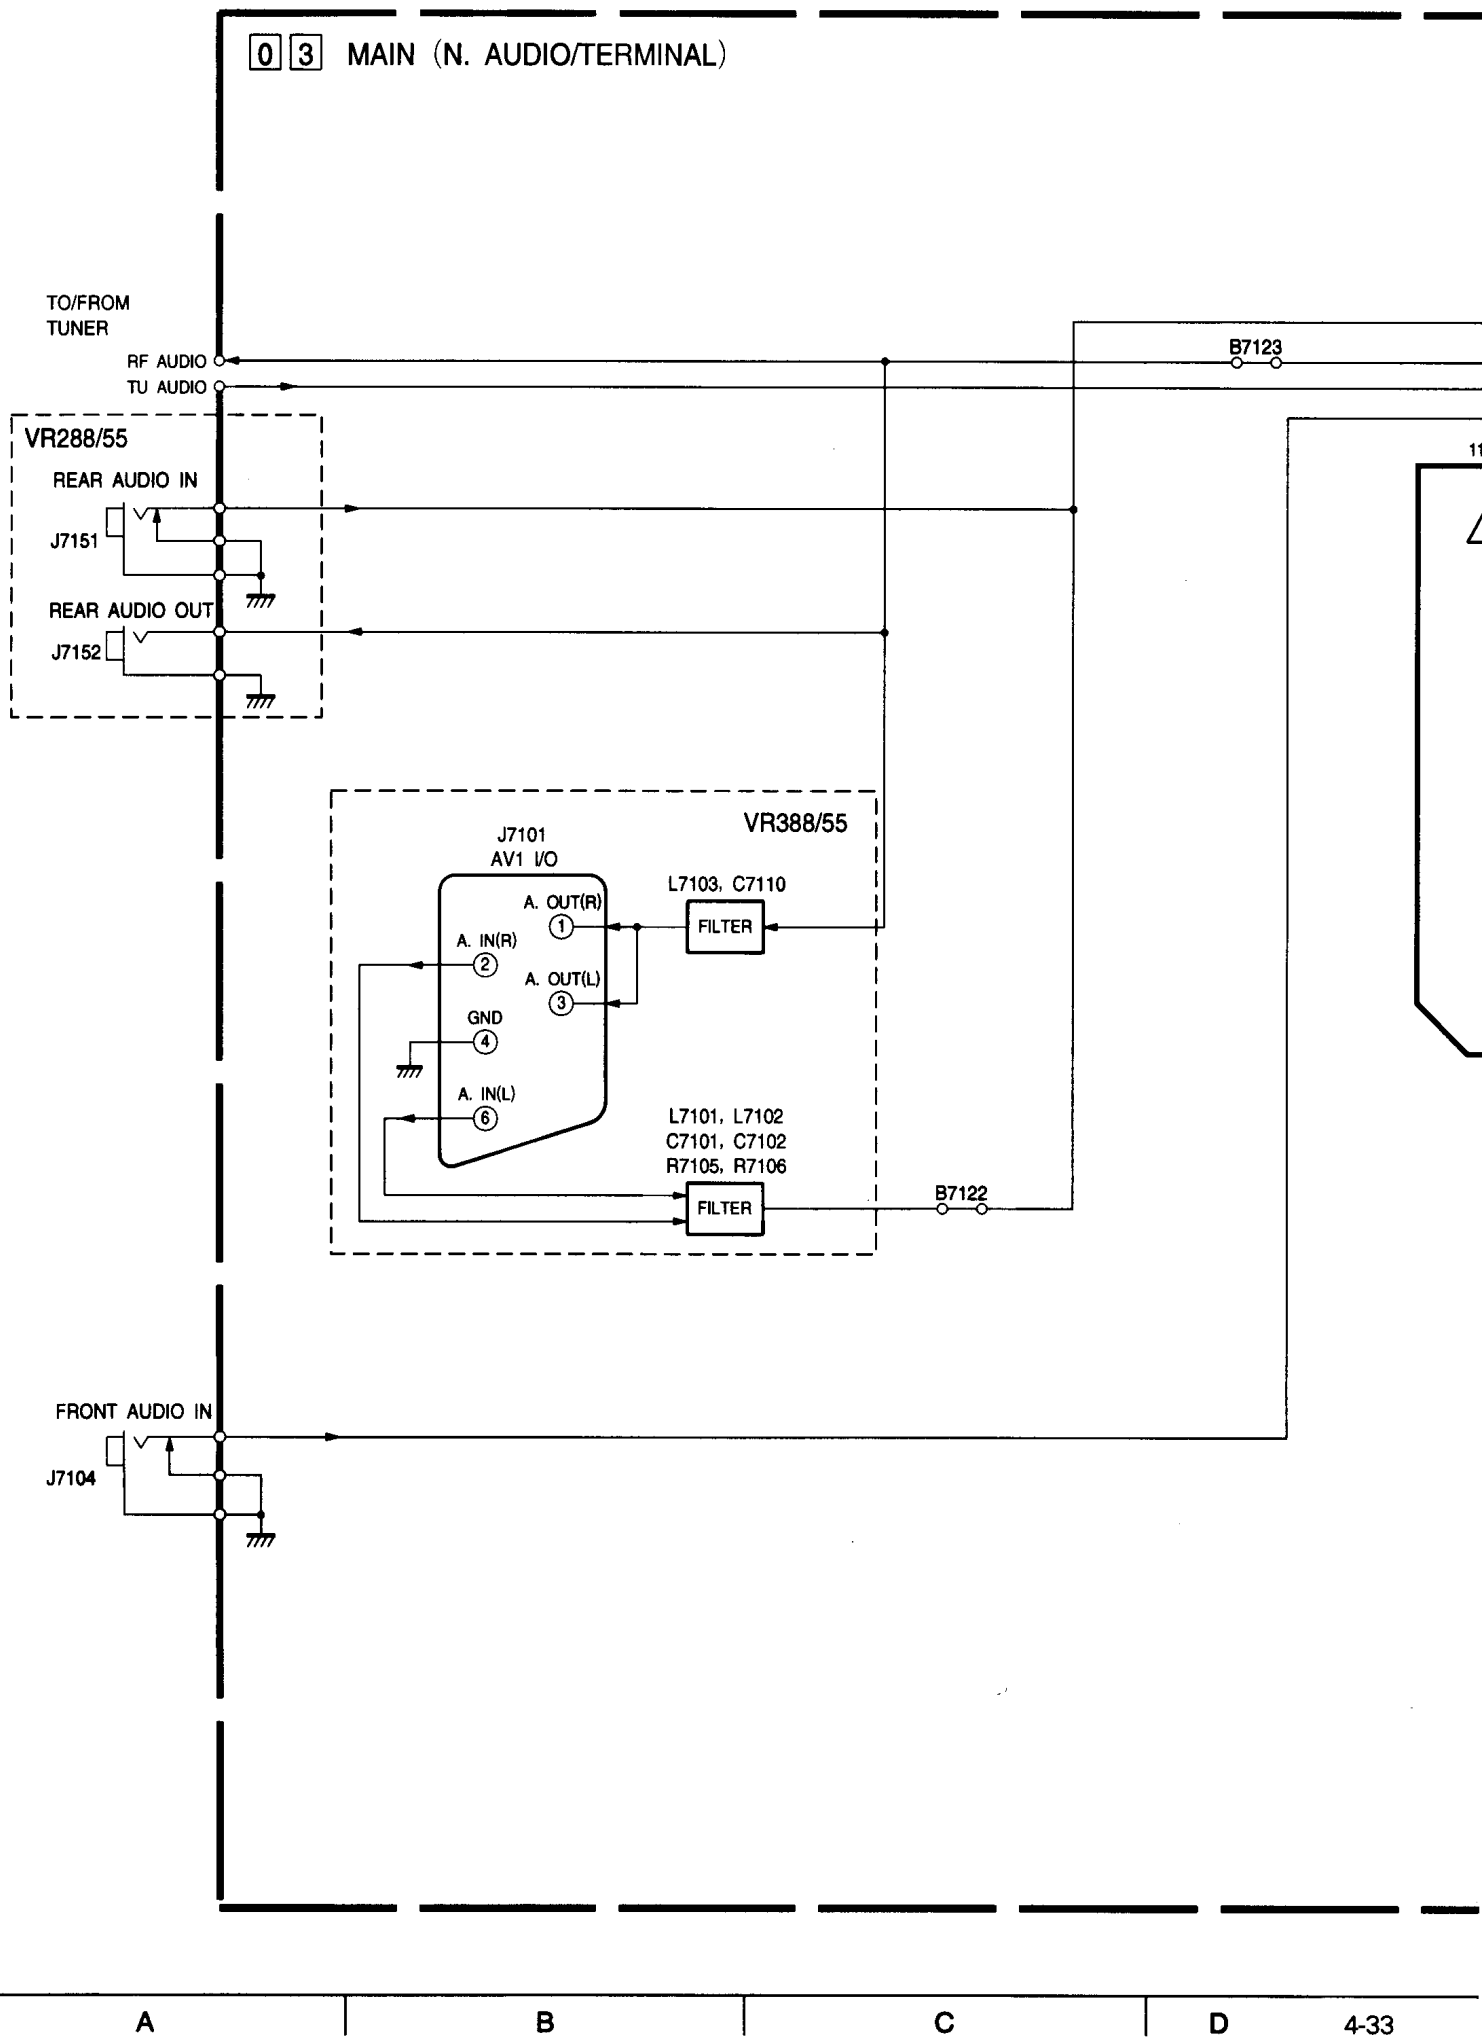 0 3 MAIN (N. AUDIO/TERMINAL)
TO/FROM
TUNER
RF AUDIO
TU AUDIO
B7123
VR288/55
REAR AUDIO IN
J7151
REAR AUDIO OUT
J7152
11
VR388/55
J7101
AV1 I/O
L7103, C7110
FILTER
A. OUT(R)
1
A. IN(R)
2
A. OUT(L)
3
GND
4
A. IN(L)
6
L7101, L7102
C7101, C7102
R7105, R7106
FILTER
B7122
FRONT AUDIO IN
J7104
A B C D 4-33